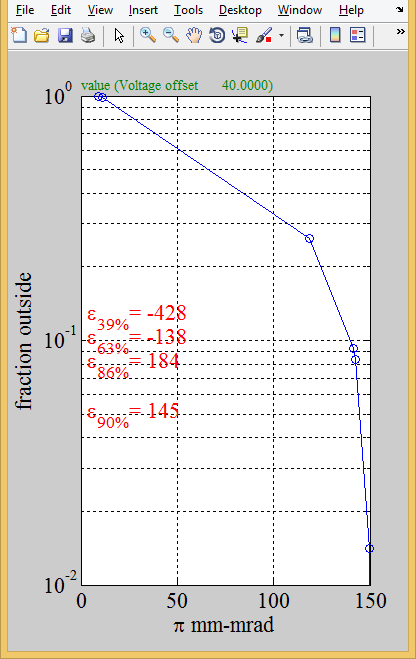 File Edit View Insert Tools Desktop Window Help
value (Voltage offset 40.0000)
10^0
10^-1
10^-2
fraction outside
ε39% = -428
ε63% = -138
ε86% = 184
ε90% = 145
0 50 100 150
π mm-mrad